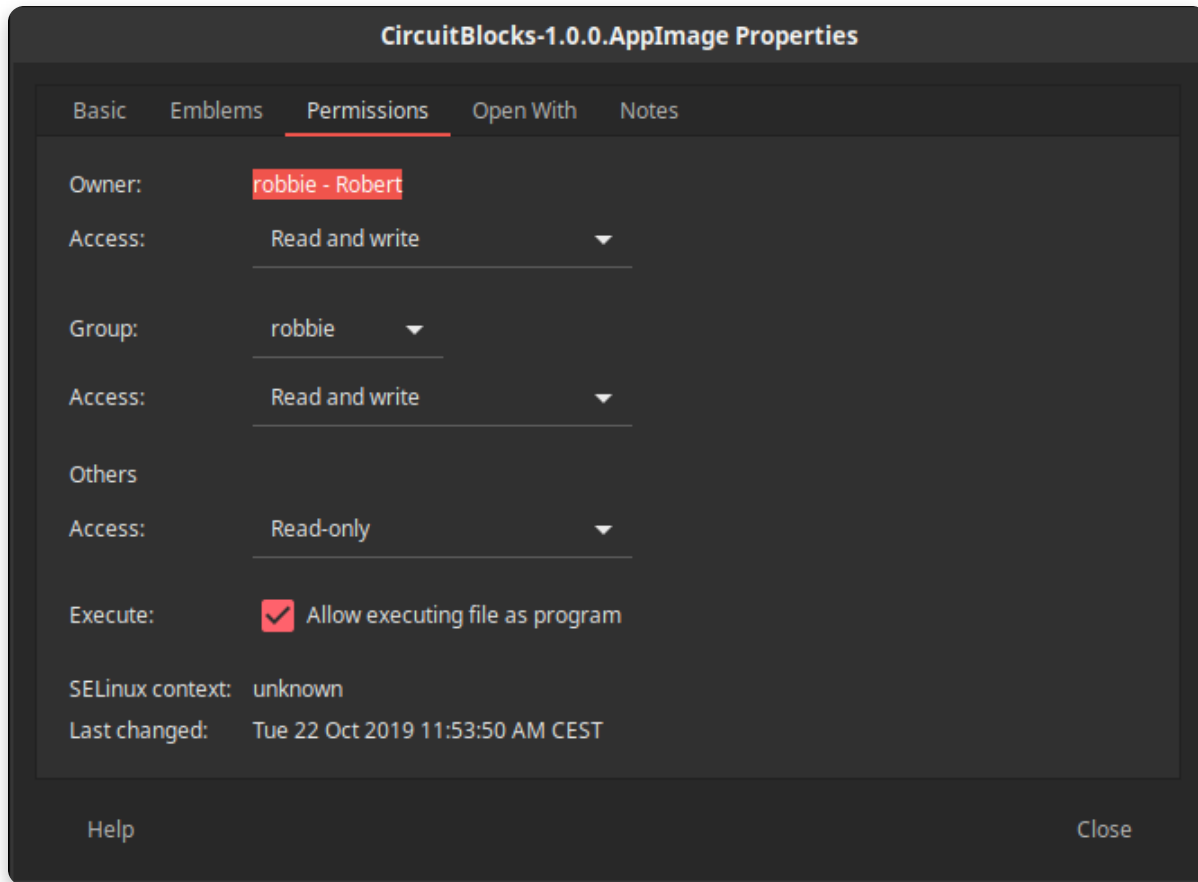 CircuitBlocks-1.0.0.AppImage Properties
Basic Emblems Permissions Open With Notes
Owner: robbie - Robert
Access: Read and write
Group: robbie
Access: Read and write
Others
Access: Read-only
Execute: Allow executing file as program
SELinux context: unknown
Last changed: Tue 22 Oct 2019 11:53:50 AM CEST
Help Close